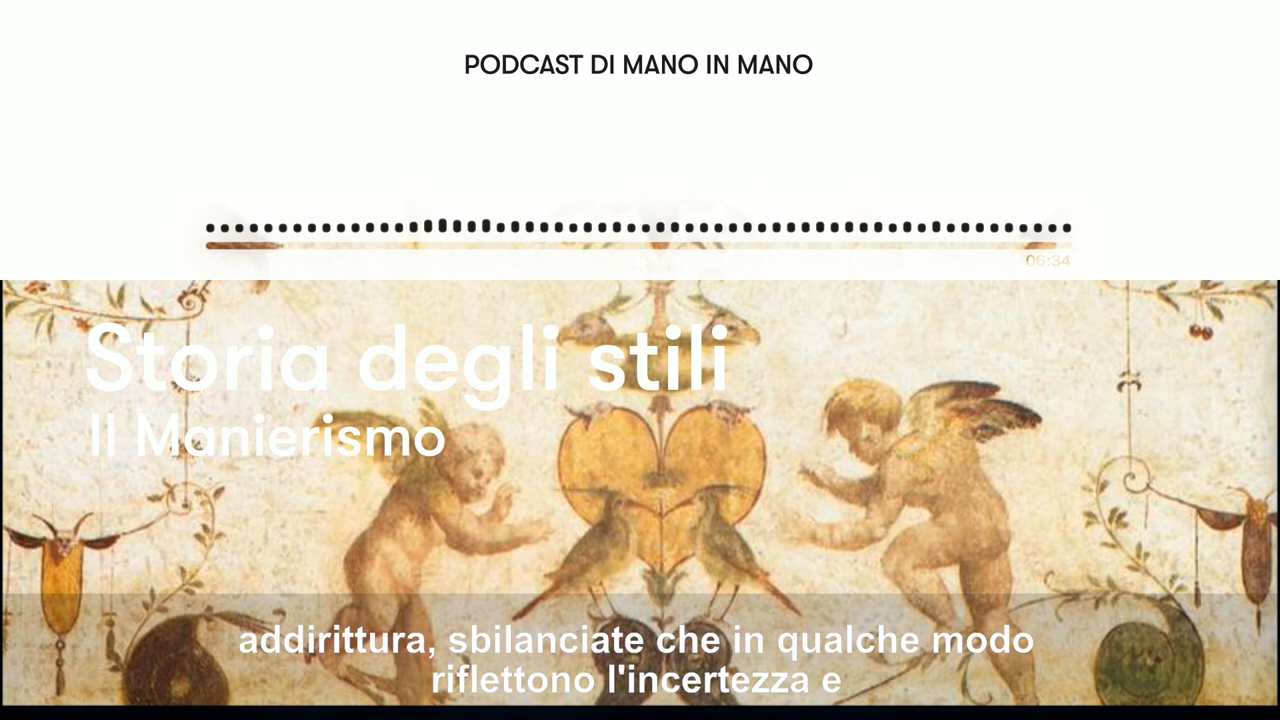 PODCAST DI MANO IN MANO
06:34
Storia degli stili
Il Manierismo
addirittura, sbilanciate che in qualche modo
riflettono l'incertezza e